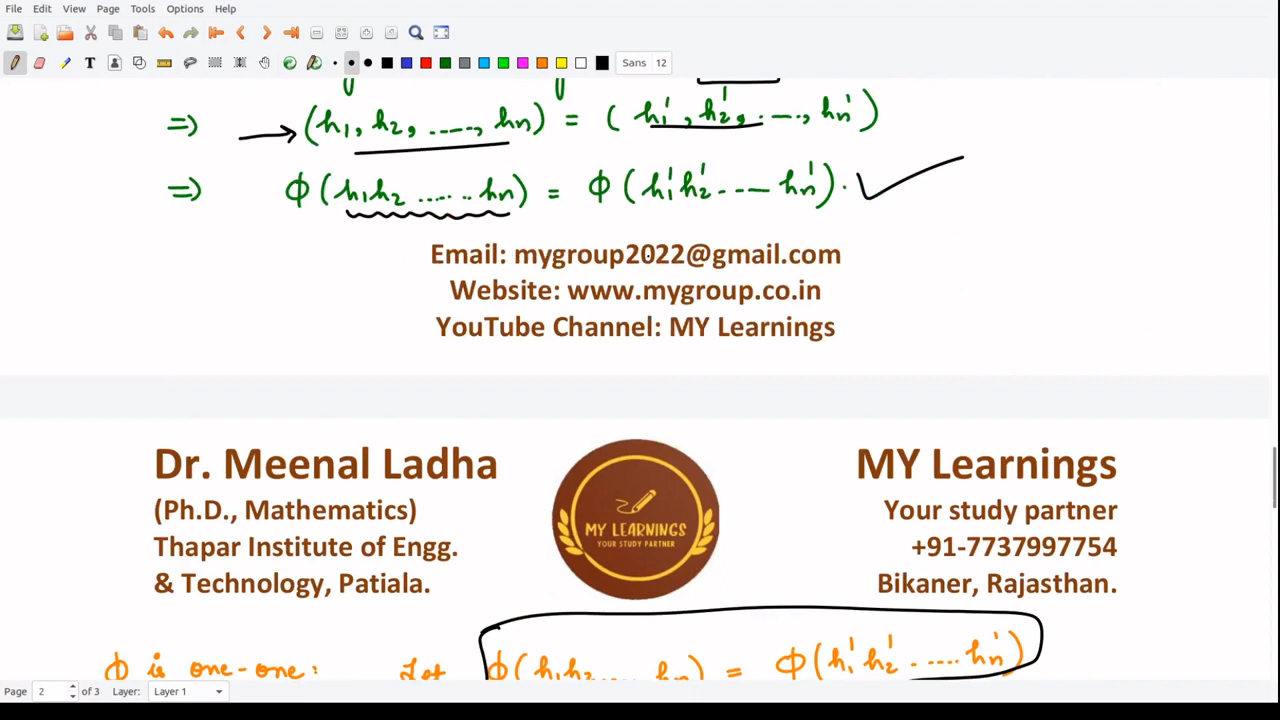 File Edit View Page Tools Options Help
Sans 12
=> (h1, h2, ....., hn) = (h1', h2', . —., hn')
=> Φ(h1h2 ....... hn) = Φ(h1'h2' .. — hn').
Email: mygroup2022@gmail.com
Website: www.mygroup.co.in
YouTube Channel: MY Learnings
Dr. Meenal Ladha
(Ph.D., Mathematics)
Thapar Institute of Engg.
& Technology, Patiala.
MY LEARNINGS
YOUR STUDY PARTNER
MY Learnings
Your study partner
+91-7737997754
Bikaner, Rajasthan.
Φ is one-one: Let Φ(h1h2 .... hn) = Φ(h1'h2' ..... hn')
Page 2 of 3 Layer: Layer 1